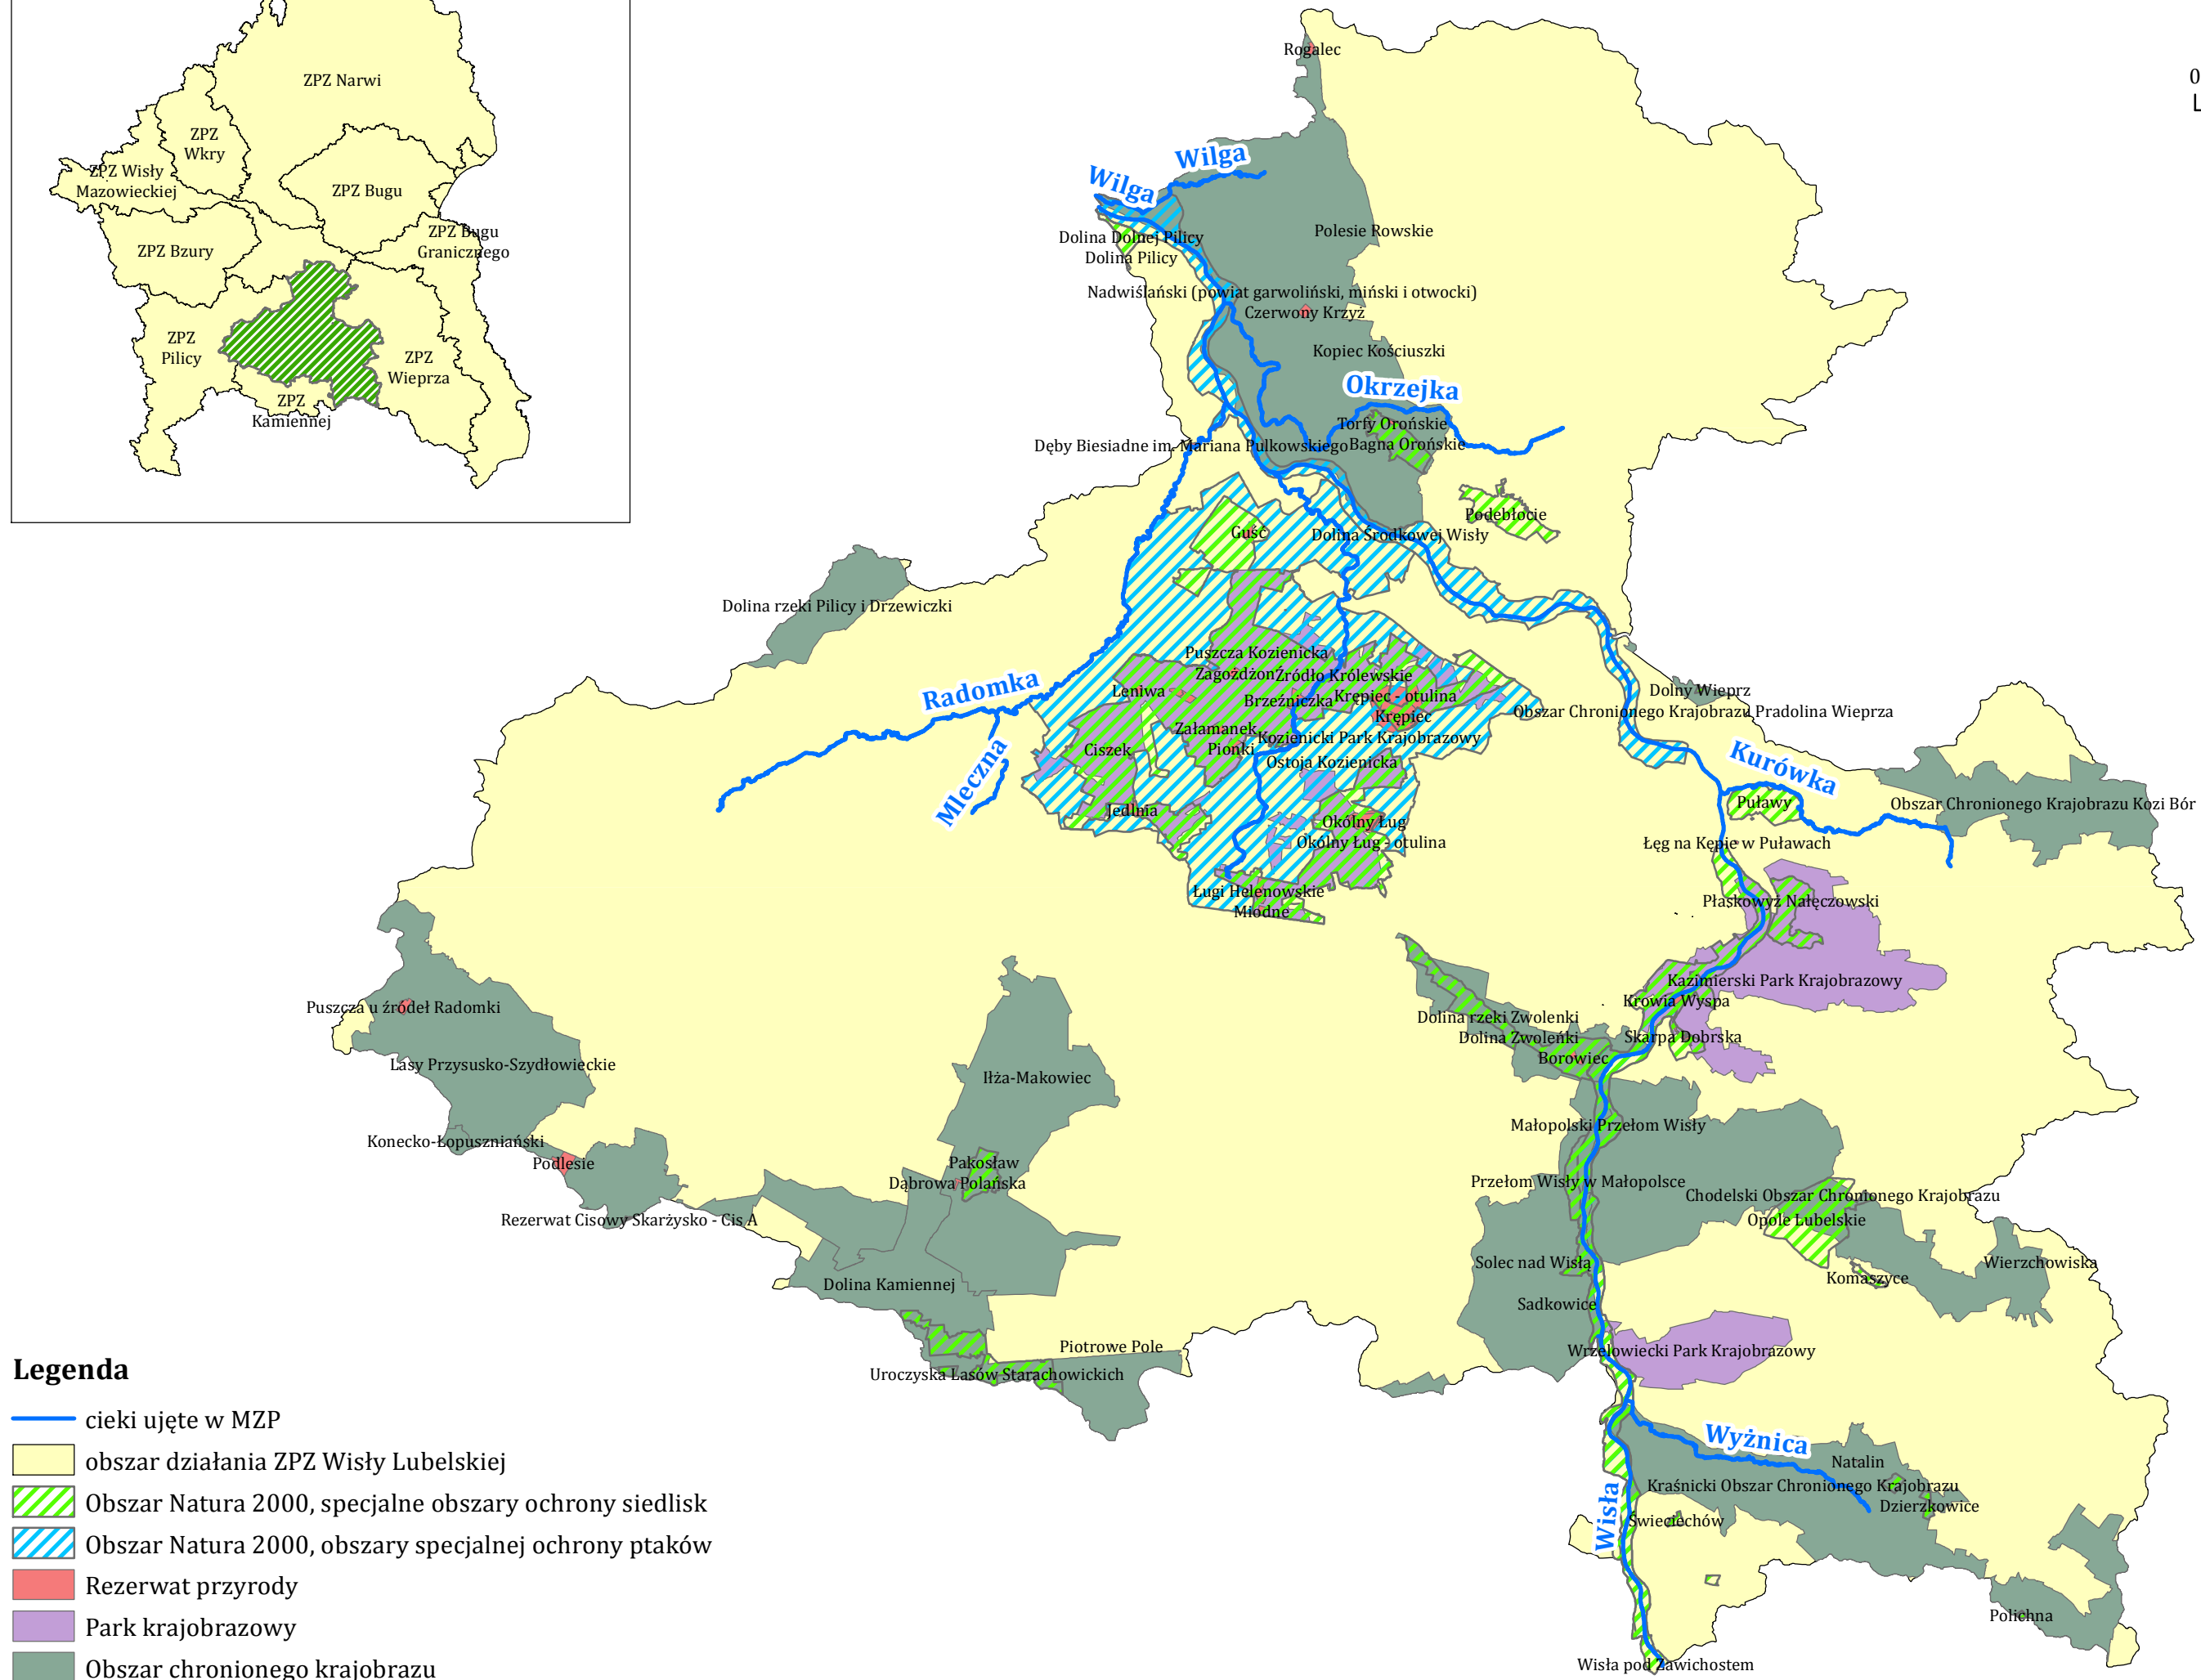 ZPZ Narwi
ZPZ
Wkry
ZPZ Wisły
Mazowieckiej
ZPZ Bugu
ZPZ Bugu
Granicznego
ZPZ Bzury
ZPZ
Pilicy
ZPZ
Wieprza
ZPZ
Kamiennej
0
L
Rogalec
Wilga
Wilga
Polesie Rowskie
Dolina Dolnej Pilicy
Dolina Pilicy
Nadwiślański (powiat garwoliński, miński i otwocki)
Czerwony Krzyż
Kopiec Kościuszki
Okrzejka
Torfy Orońskie
Dęby Biesiadne im. Mariana Pulkowskiego
Bagna Orońskie
Podebłocie
Guść
Dolina Środkowej Wisły
Dolina rzeki Pilicy i Drzewiczki
Puszcza Kozienicka
Zagożdżon
Źródło Królewskie
Radomka
Leniwa
Brzeźniczka
Krępiec - otulina
Krępiec
Dolny Wieprz
Obszar Chronionego Krajobrazu Pradolina Wieprza
Załamanek
Kozienicki Park Krajobrazowy
Ciszek
Pionki
Ostoja Kozienicka
Mleczna
Kurówka
Puławy
Obszar Chronionego Krajobrazu Kozi Bór
Jedlnia
Okólny Ług
Okólny Ług - otulina
Łęg na Kępie w Puławach
Ługi Helenowskie
Miodne
Płaskowyż Nałęczowski
Kazimierski Park Krajobrazowy
Krowia Wyspa
Puszcza u źródeł Radomki
Dolina rzeki Zwolenki
Dolina Zwoleńki
Skarpa Dobrska
Borowiec
Lasy Przysusko-Szydłowieckie
Iłża-Makowiec
Małopolski Przełom Wisły
Konecko-Łopuszniański
Podlesie
Pakosław
Dąbrowa Polańska
Przełom Wisły w Małopolsce
Chodelski Obszar Chronionego Krajobrazu
Rezerwat Cisowy Skarżysko - Cis A
Opole Lubelskie
Solec nad Wisłą
Wierzchowiska
Komaszyce
Dolina Kamiennej
Sadkowice
Piotrowe Pole
Wrzelowiecki Park Krajobrazowy
Uroczyska Lasów Starachowickich
Wyżnica
Natalin
Kraśnicki Obszar Chronionego Krajobrazu
Dzierzkowice
Wisła
Świeciechów
Polichna
Wisła pod Zawichostem
Legenda
cieki ujęte w MZP
obszar działania ZPZ Wisły Lubelskiej
Obszar Natura 2000, specjalne obszary ochrony siedlisk
Obszar Natura 2000, obszary specjalnej ochrony ptaków
Rezerwat przyrody
Park krajobrazowy
Obszar chronionego krajobrazu